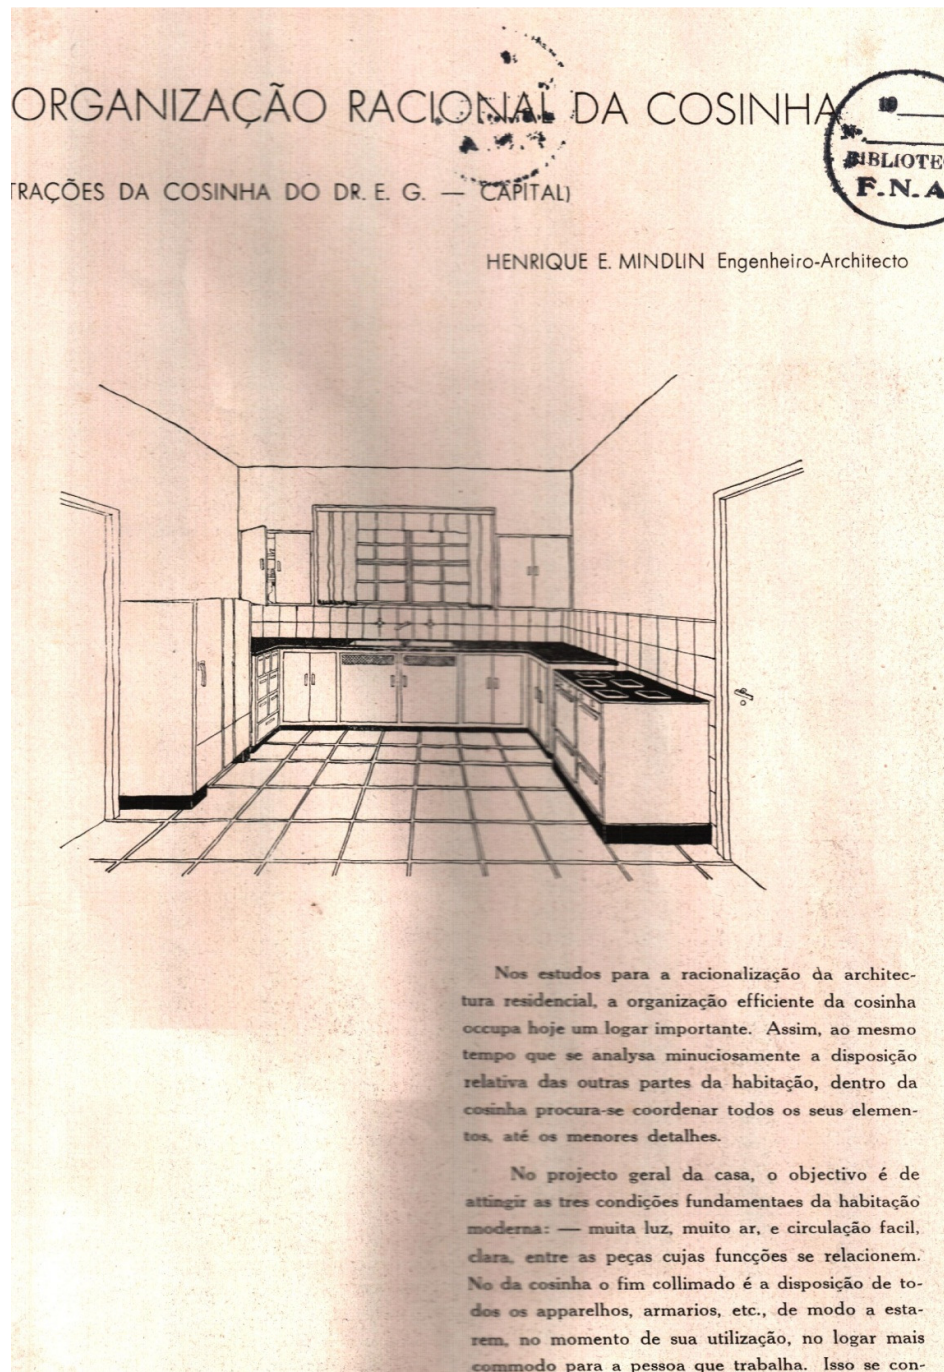 ORGANIZAÇÃO RACIONAL DA COSINHA
TRAÇÕES DA COSINHA DO DR. E. G. — CAPITAL)
19
Nº
BIBLIOTE
F.N.A
HENRIQUE E. MINDLIN Engenheiro-Architecto
Nos estudos para a racionalização da architec-
tura residencial, a organização efficiente da cosinha
occupa hoje um logar importante. Assim, ao mesmo
tempo que se analysa minuciosamente a disposição
relativa das outras partes da habitação, dentro da
cosinha procura-se coordenar todos os seus elemen-
tos, até os menores detalhes.
No projecto geral da casa, o objectivo é de
attingir as tres condições fundamentaes da habitação
moderna: — muita luz, muito ar, e circulação facil,
clara, entre as peças cujas funcções se relacionem.
No da cosinha o fim collimado é a disposição de to-
dos os apparelhos, armarios, etc., de modo a esta-
rem, no momento de sua utilização, no logar mais
commodo para a pessoa que trabalha. Isso se con-